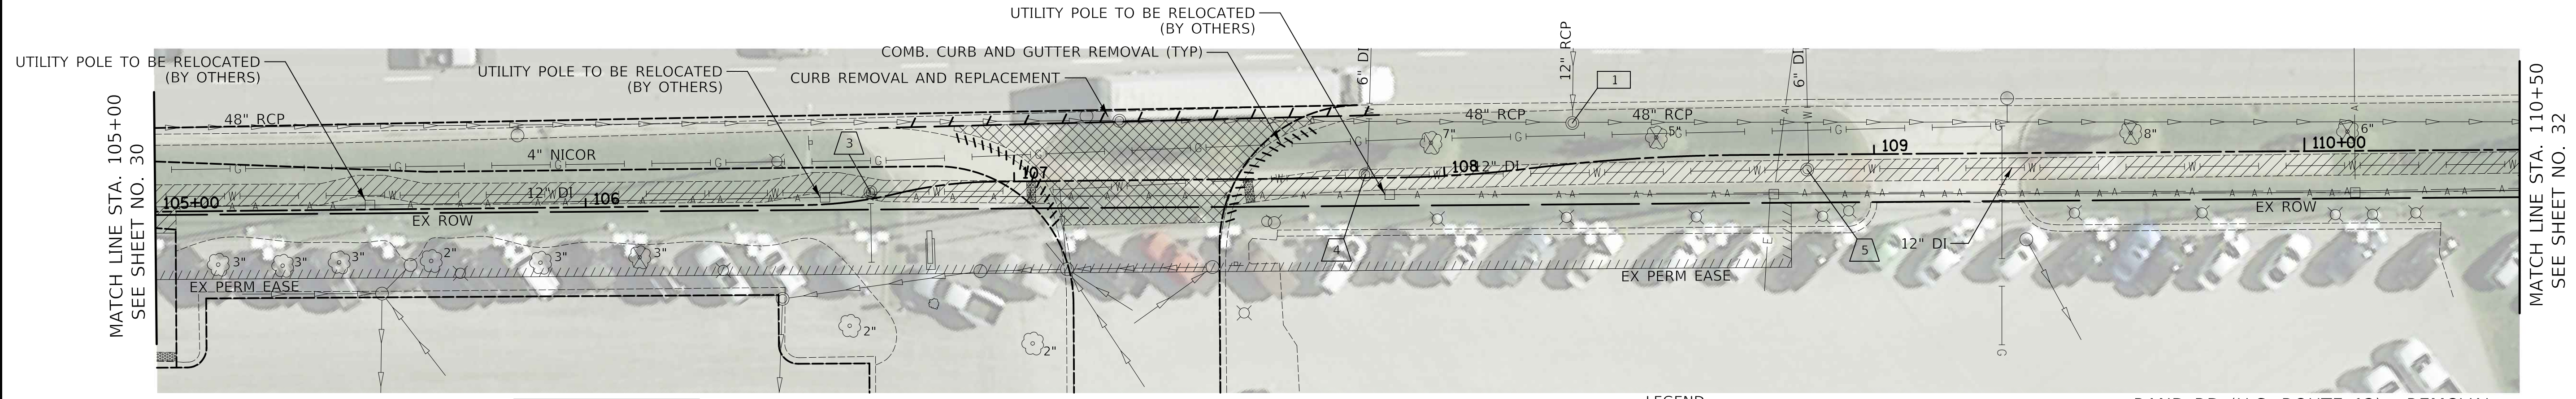 UTILITY POLE TO BE RELOCATED
(BY OTHERS)
COMB. CURB AND GUTTER REMOVAL (TYP)
CURB REMOVAL AND REPLACEMENT
UTILITY POLE TO BE RELOCATED
(BY OTHERS)
UTILITY POLE TO BE RELOCATED
(BY OTHERS)
6" DI
12" RCP
1
6" DI
MATCH LINE STA. 105+00
SEE SHEET NO. 30
48" RCP
48" RCP
48" RCP
3
4" NICOR
7"
5"
8"
6"
105+00
12" DI
106
107
108
12" DI
109
110+00
EX ROW
EX ROW
3"
3"
3"
2"
3"
3"
4
5
12" DI
EX PERM EASE
EX PERM EASE
2"
2"
MATCH LINE STA. 110+50
SEE SHEET NO. 32
LEGEND